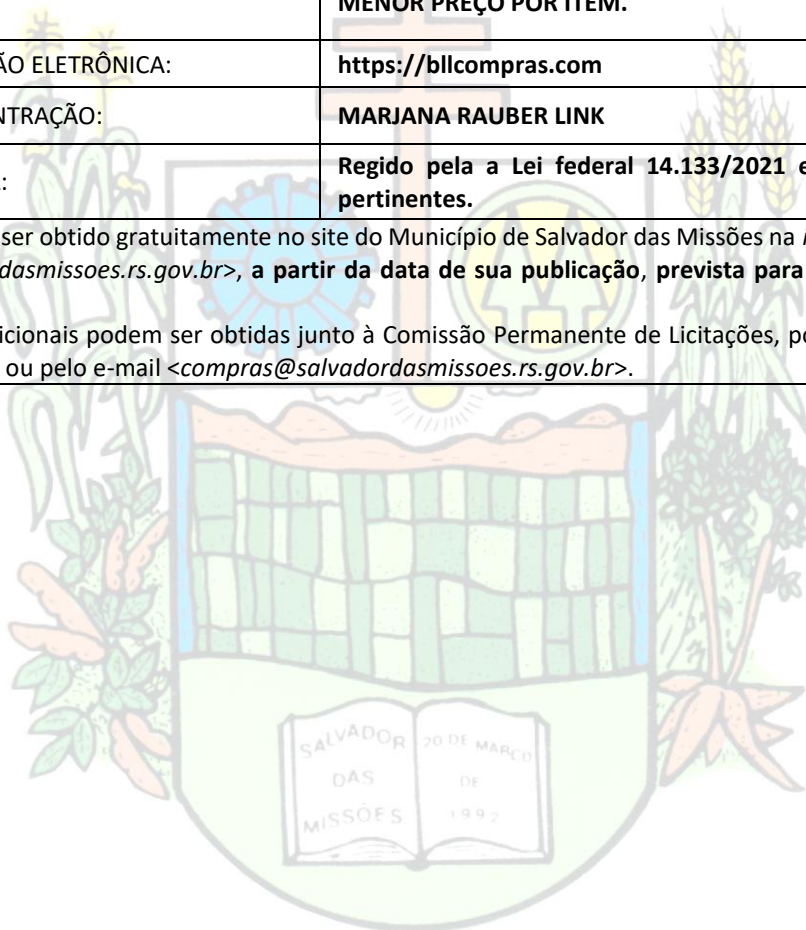 MENOR PREÇO POR ITEM.
ÃO ELETRÔNICA:
https://bllcompras.com
NTRAÇÃO:
MARJANA RAUBER LINK
:
Regido pela a Lei federal 14.133/2021 e
pertinentes.
ser obtido gratuitamente no site do Município de Salvador das Missões na
dasmissoes.rs.gov.br>, a partir da data de sua publicação, prevista para
icionais podem ser obtidas junto à Comissão Permanente de Licitações, po
ou pelo e-mail <compras@salvadordasmissoes.rs.gov.br>.
SALVADOR
DAS
MISSÕES
20 DE MARÇO
DE
1992